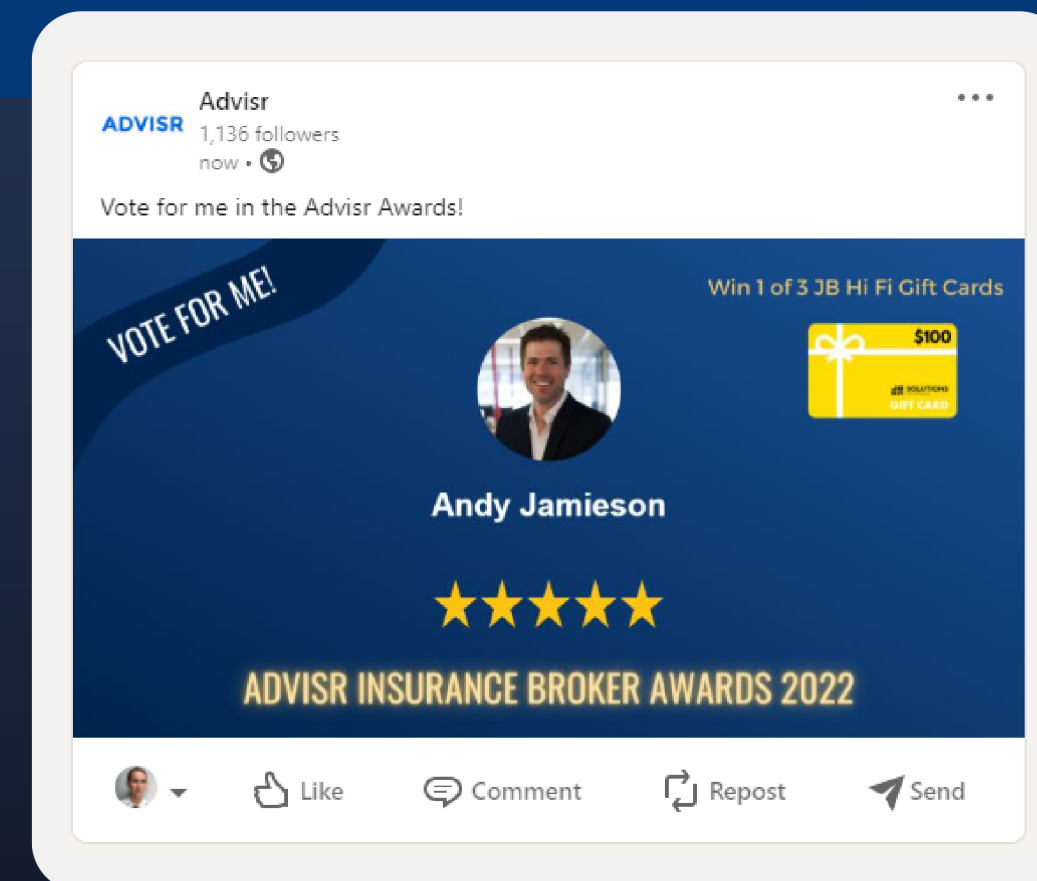 Advisr
ADVISR
1,136 followers
now •
Vote for me in the Advisr Awards!
VOTE FOR ME!
Win 1 of 3 JB Hi Fi Gift Cards
$100
SOLUTIONS
GIFT CARD
Andy Jamieson
ADVISR INSURANCE BROKER AWARDS 2022
Like
Comment
Repost
Send